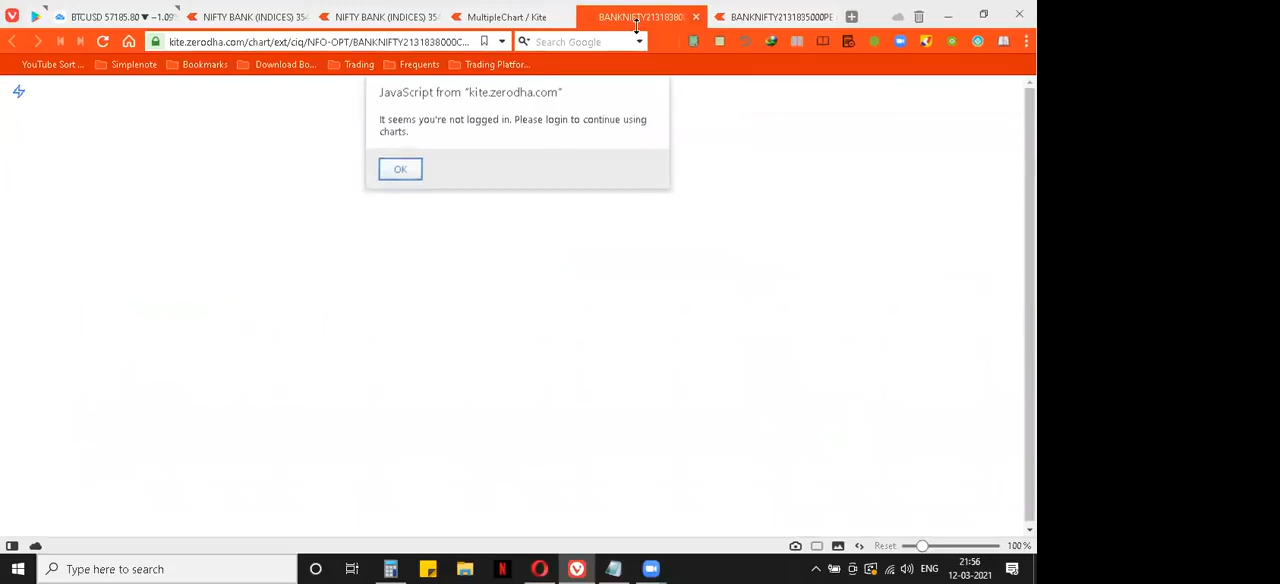 BTCUSD 57185.80 ▼ -1.09%
NIFTY BANK (INDICES) 35
NIFTY BANK (INDICES) 35
MultipleChart / Kite
BANKNIFTY21318380
BANKNIFTY2131835000PE
kite.zerodha.com/chart/ext/ciq/NFO-OPT/BANKNIFTY2131838000C...
Search Google
YouTube Sort ...
Simplenote
Bookmarks
Download Bo...
Trading
Frequents
Trading Platfor...
JavaScript from "kite.zerodha.com"
It seems you're not logged in. Please login to continue using
charts.
OK
Reset
100 %
Type here to search
ENG
21:56
12-03-2021